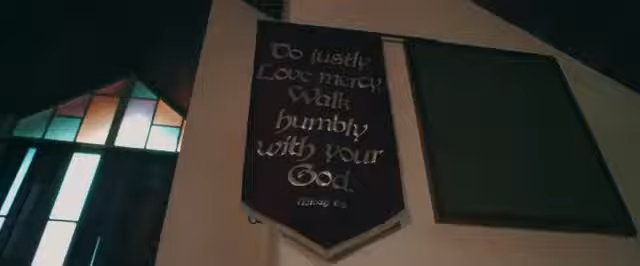 Do justly,
Love mercy,
Walk
humbly
with your
God.